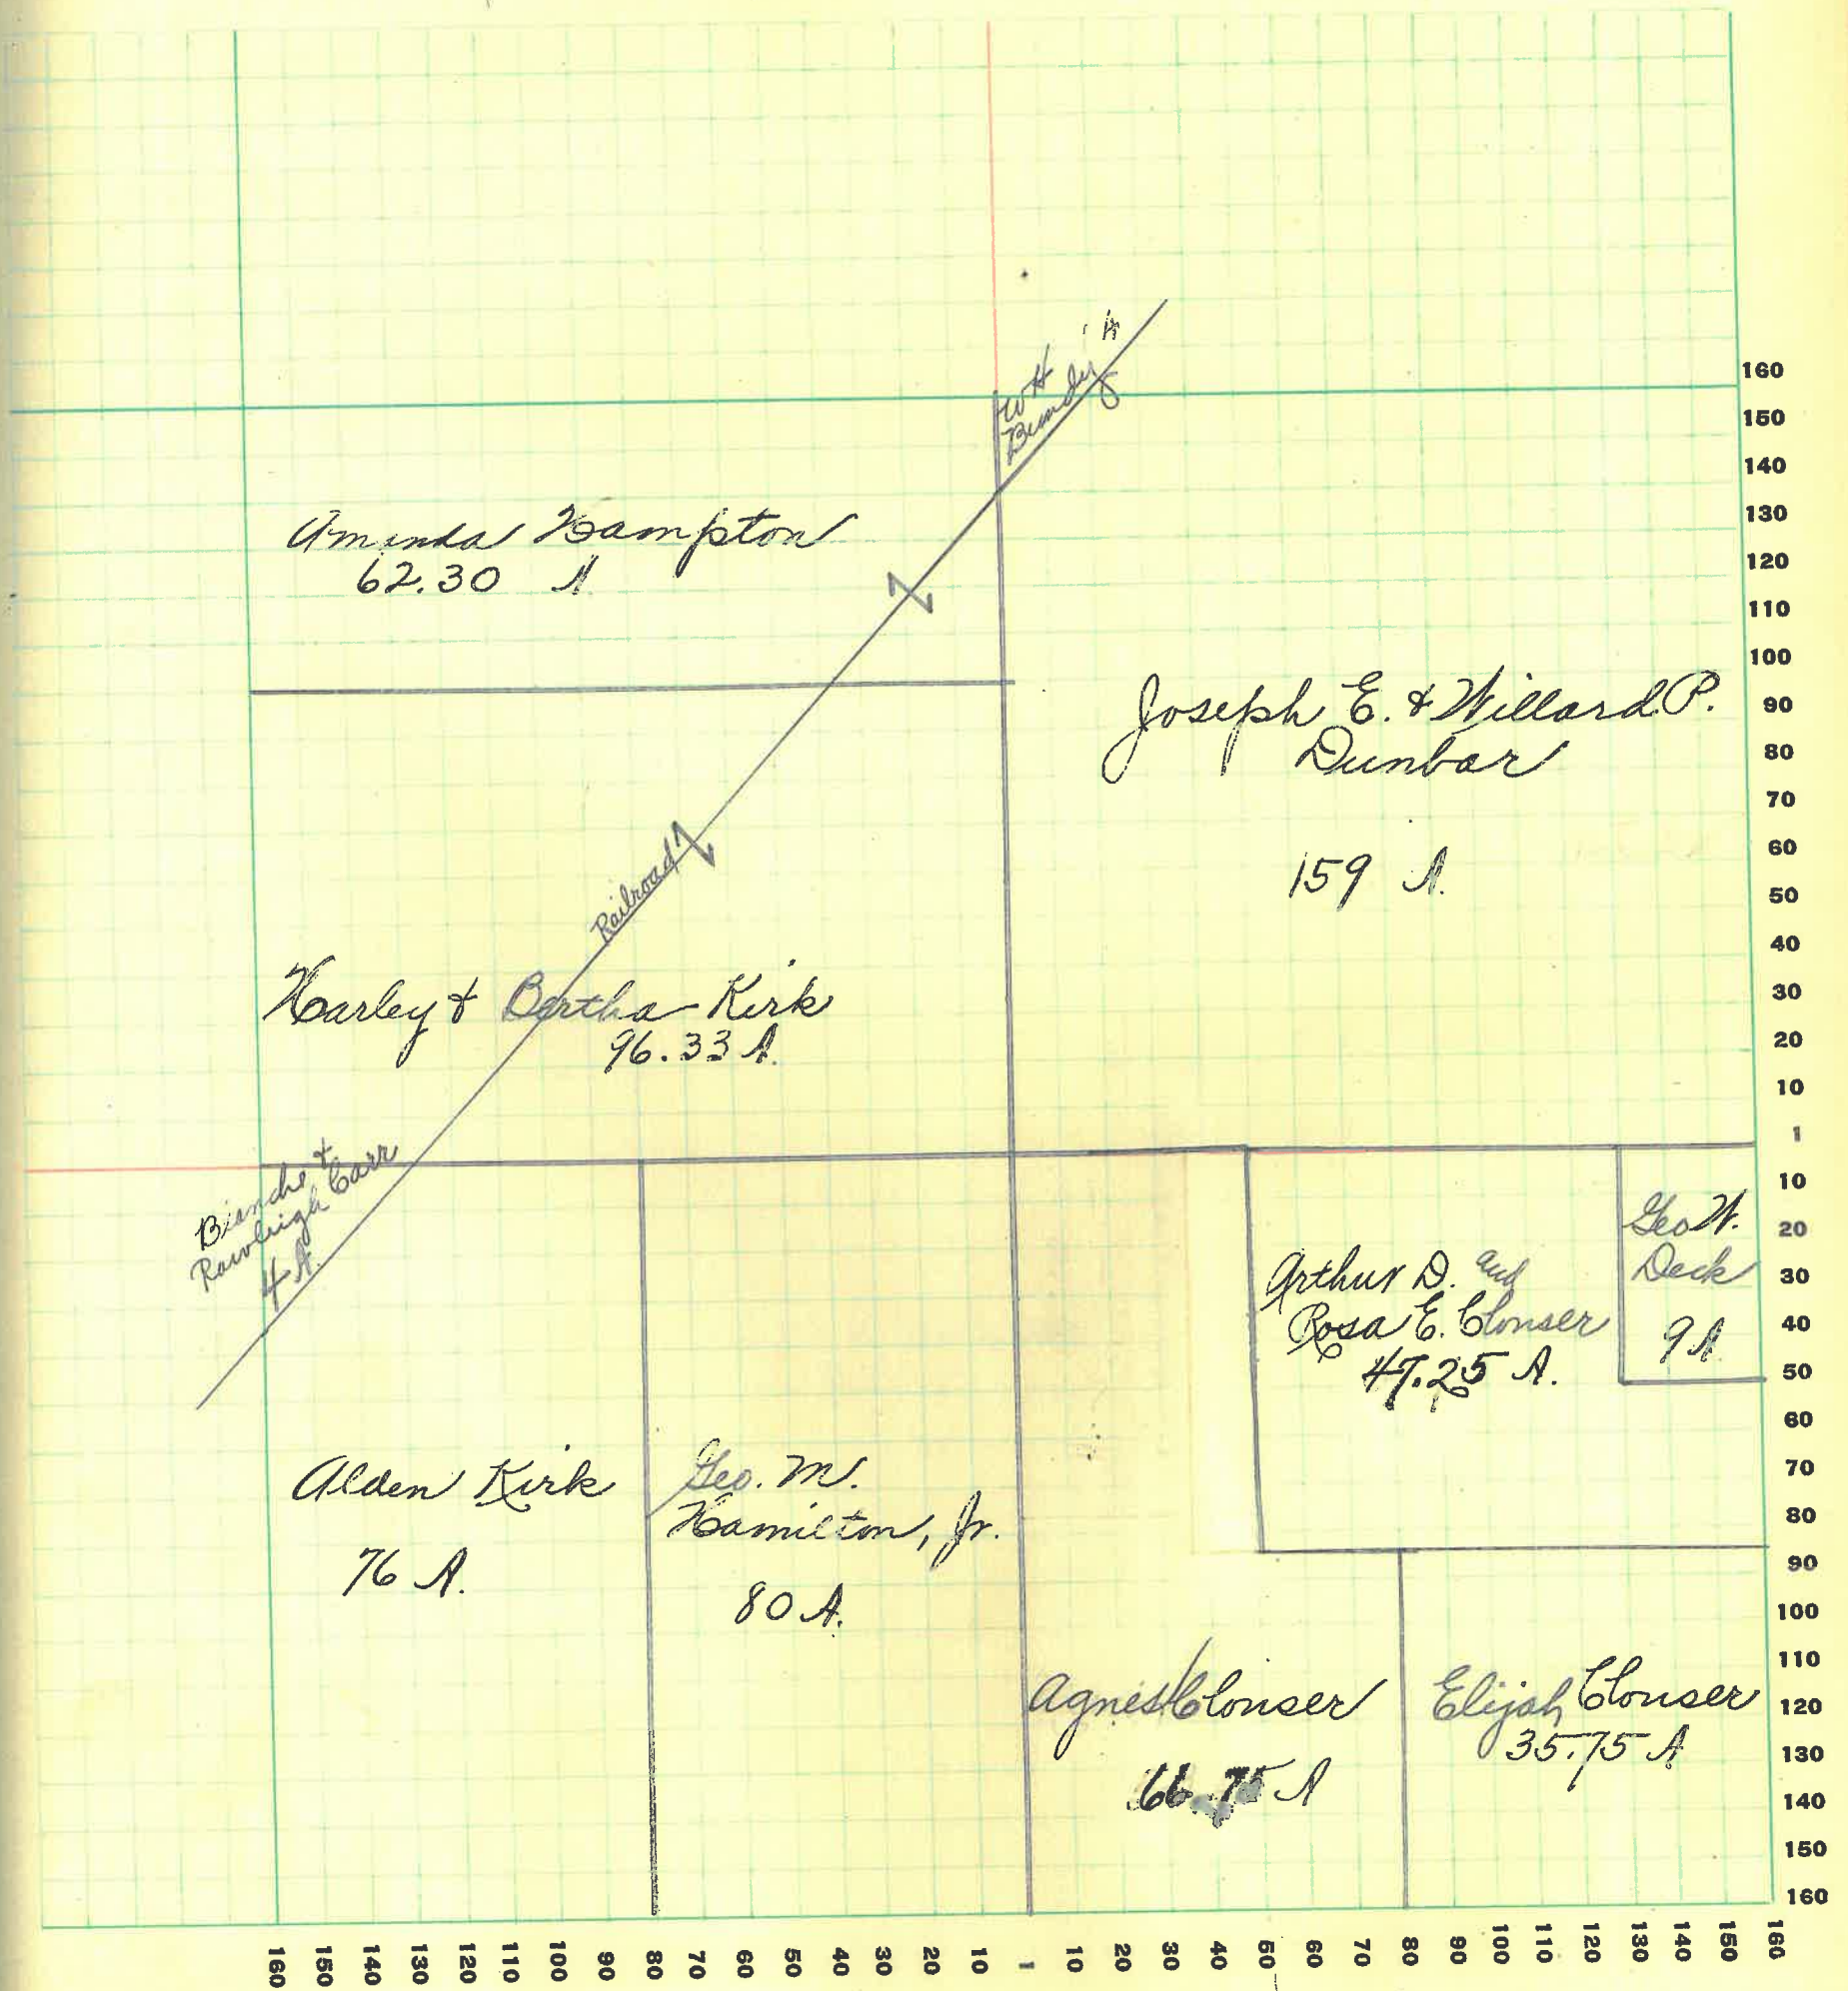 W H
Bunday
1 A
Amanda Hampton
62.30 A
Joseph E. & Willard P.
Dunbar
159 A.
Railroad
Harley & Bertha Kirk
96.33 A.
Blanche &
Rawleigh Carr
4 A.
Arthur D. and
Rosa E. Clouser
47.25 A.
Geo W.
Deck
9 A.
Alden Kirk
76 A.
Geo. M.
Hamilton, Jr.
80 A.
Agnes Clouser
66.75 A
Elijah Clouser
35.75 A
160
150
140
130
120
110
100
90
80
70
60
50
40
30
20
10
1
10
20
30
40
50
60
70
80
90
100
110
120
130
140
150
160
160 150 140 130 120 110 100 90 80 70 60 50 40 30 20 10 1 10 20 30 40 50 60 70 80 90 100 110 120 130 140 150 160